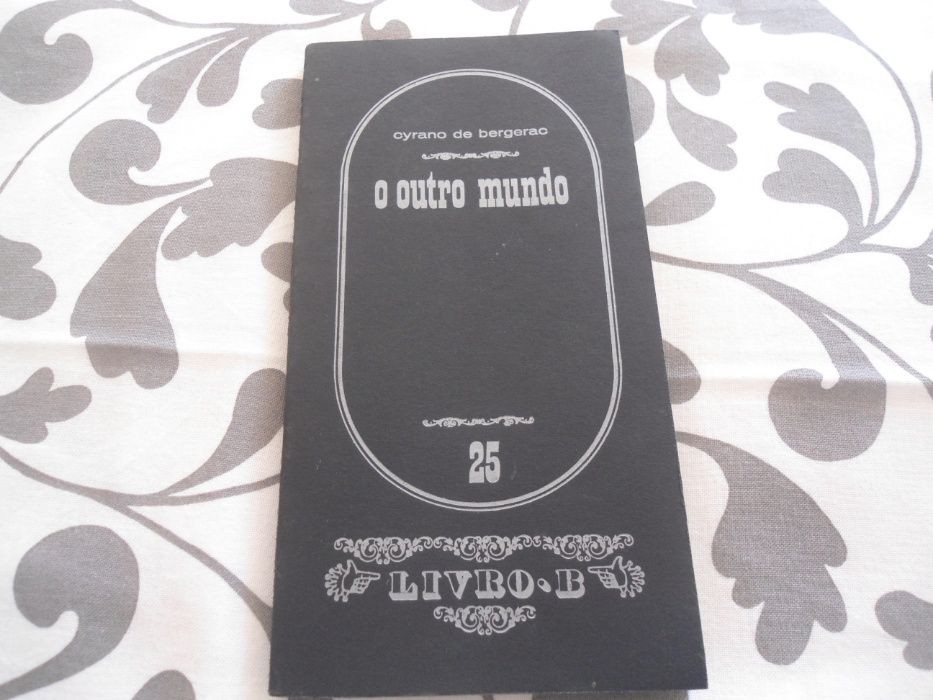 cyrano de bergerac
o outro mundo
25
LIVRO·B